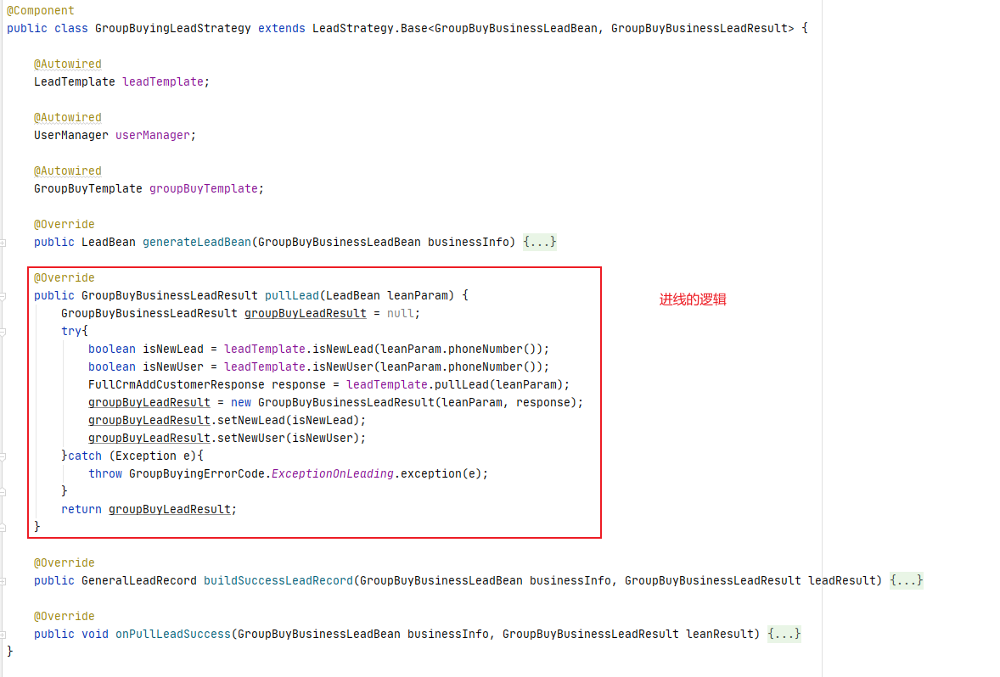 @Component
public class GroupBuyingLeadStrategy extends LeadStrategy.Base<GroupBuyBusinessLeadBean, GroupBuyBusinessLeadResult> {
@Autowired
LeadTemplate leadTemplate;
@Autowired
UserManager userManager;
@Autowired
GroupBuyTemplate groupBuyTemplate;
@Override
public LeadBean generateLeadBean(GroupBuyBusinessLeadBean businessInfo) {...}
@Override
public GroupBuyBusinessLeadResult pullLead(LeadBean leanParam) {
进线的逻辑
GroupBuyBusinessLeadResult groupBuyLeadResult = null;
try{
boolean isNewLead = leadTemplate.isNewLead(leanParam.phoneNumber());
boolean isNewUser = leadTemplate.isNewUser(leanParam.phoneNumber());
FullCrmAddCustomerResponse response = leadTemplate.pullLead(leanParam);
groupBuyLeadResult = new GroupBuyBusinessLeadResult(leanParam, response);
groupBuyLeadResult.setNewLead(isNewLead);
groupBuyLeadResult.setNewUser(isNewUser);
}catch (Exception e){
throw GroupBuyingErrorCode.ExceptionOnLeading.exception(e);
}
return groupBuyLeadResult;
}
@Override
public GeneralLeadRecord buildSuccessLeadRecord(GroupBuyBusinessLeadBean businessInfo, GroupBuyBusinessLeadResult leadResult) {...}
@Override
public void onPullLeadSuccess(GroupBuyBusinessLeadBean businessInfo, GroupBuyBusinessLeadResult leanResult) {...}
}